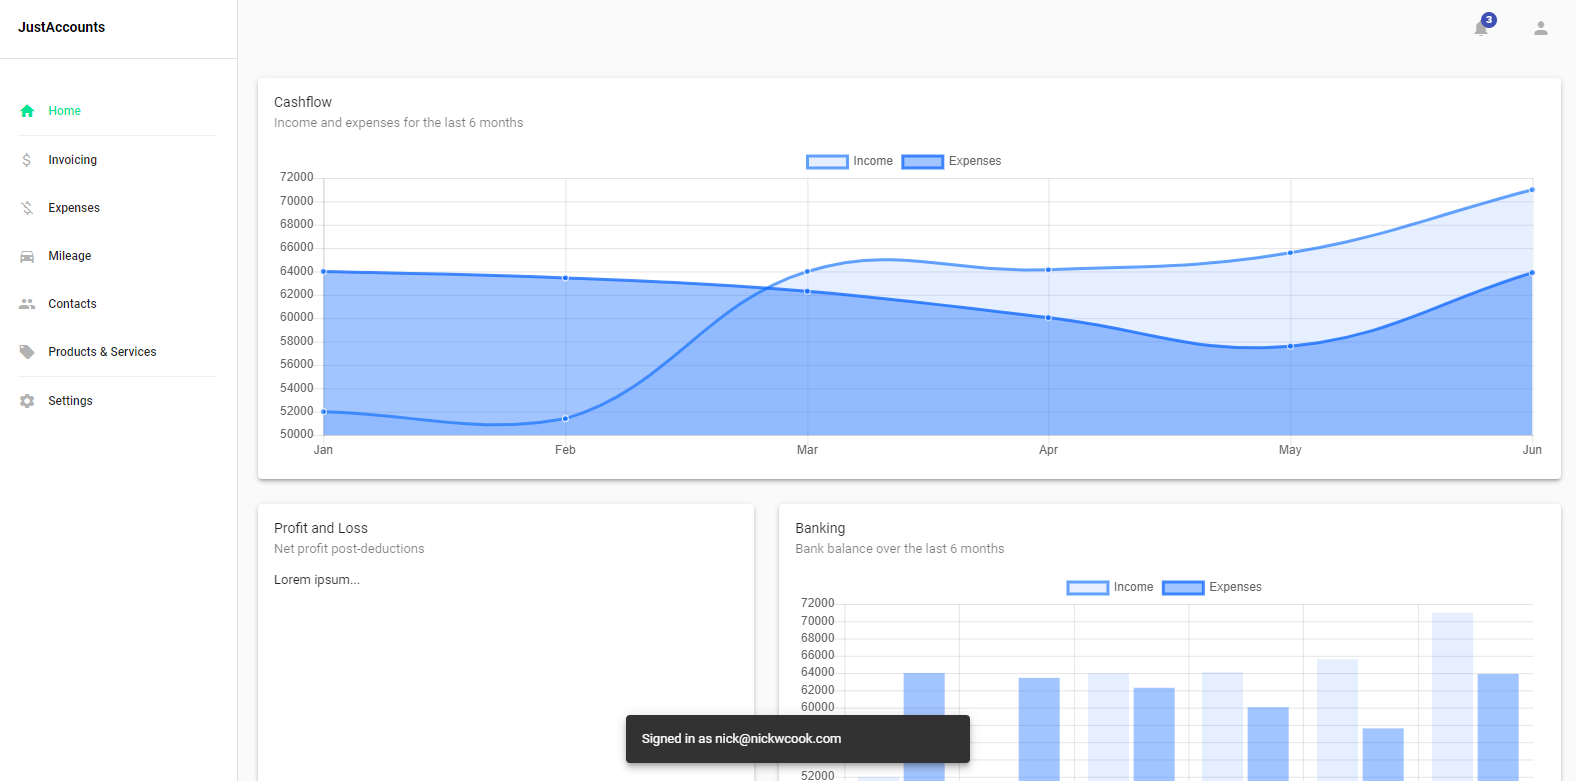 JustAccounts
3
Home
Invoicing
Expenses
Mileage
Contacts
Products & Services
Settings
Cashflow
Income and expenses for the last 6 months
Income Expenses
72000
70000
68000
66000
64000
62000
60000
58000
56000
54000
52000
50000
Jan Feb Mar Apr May Jun
Profit and Loss
Net profit post-deductions
Lorem ipsum...
Banking
Bank balance over the last 6 months
Income Expenses
72000
70000
68000
66000
64000
62000
60000
52000
Signed in as nick@nickwcook.com